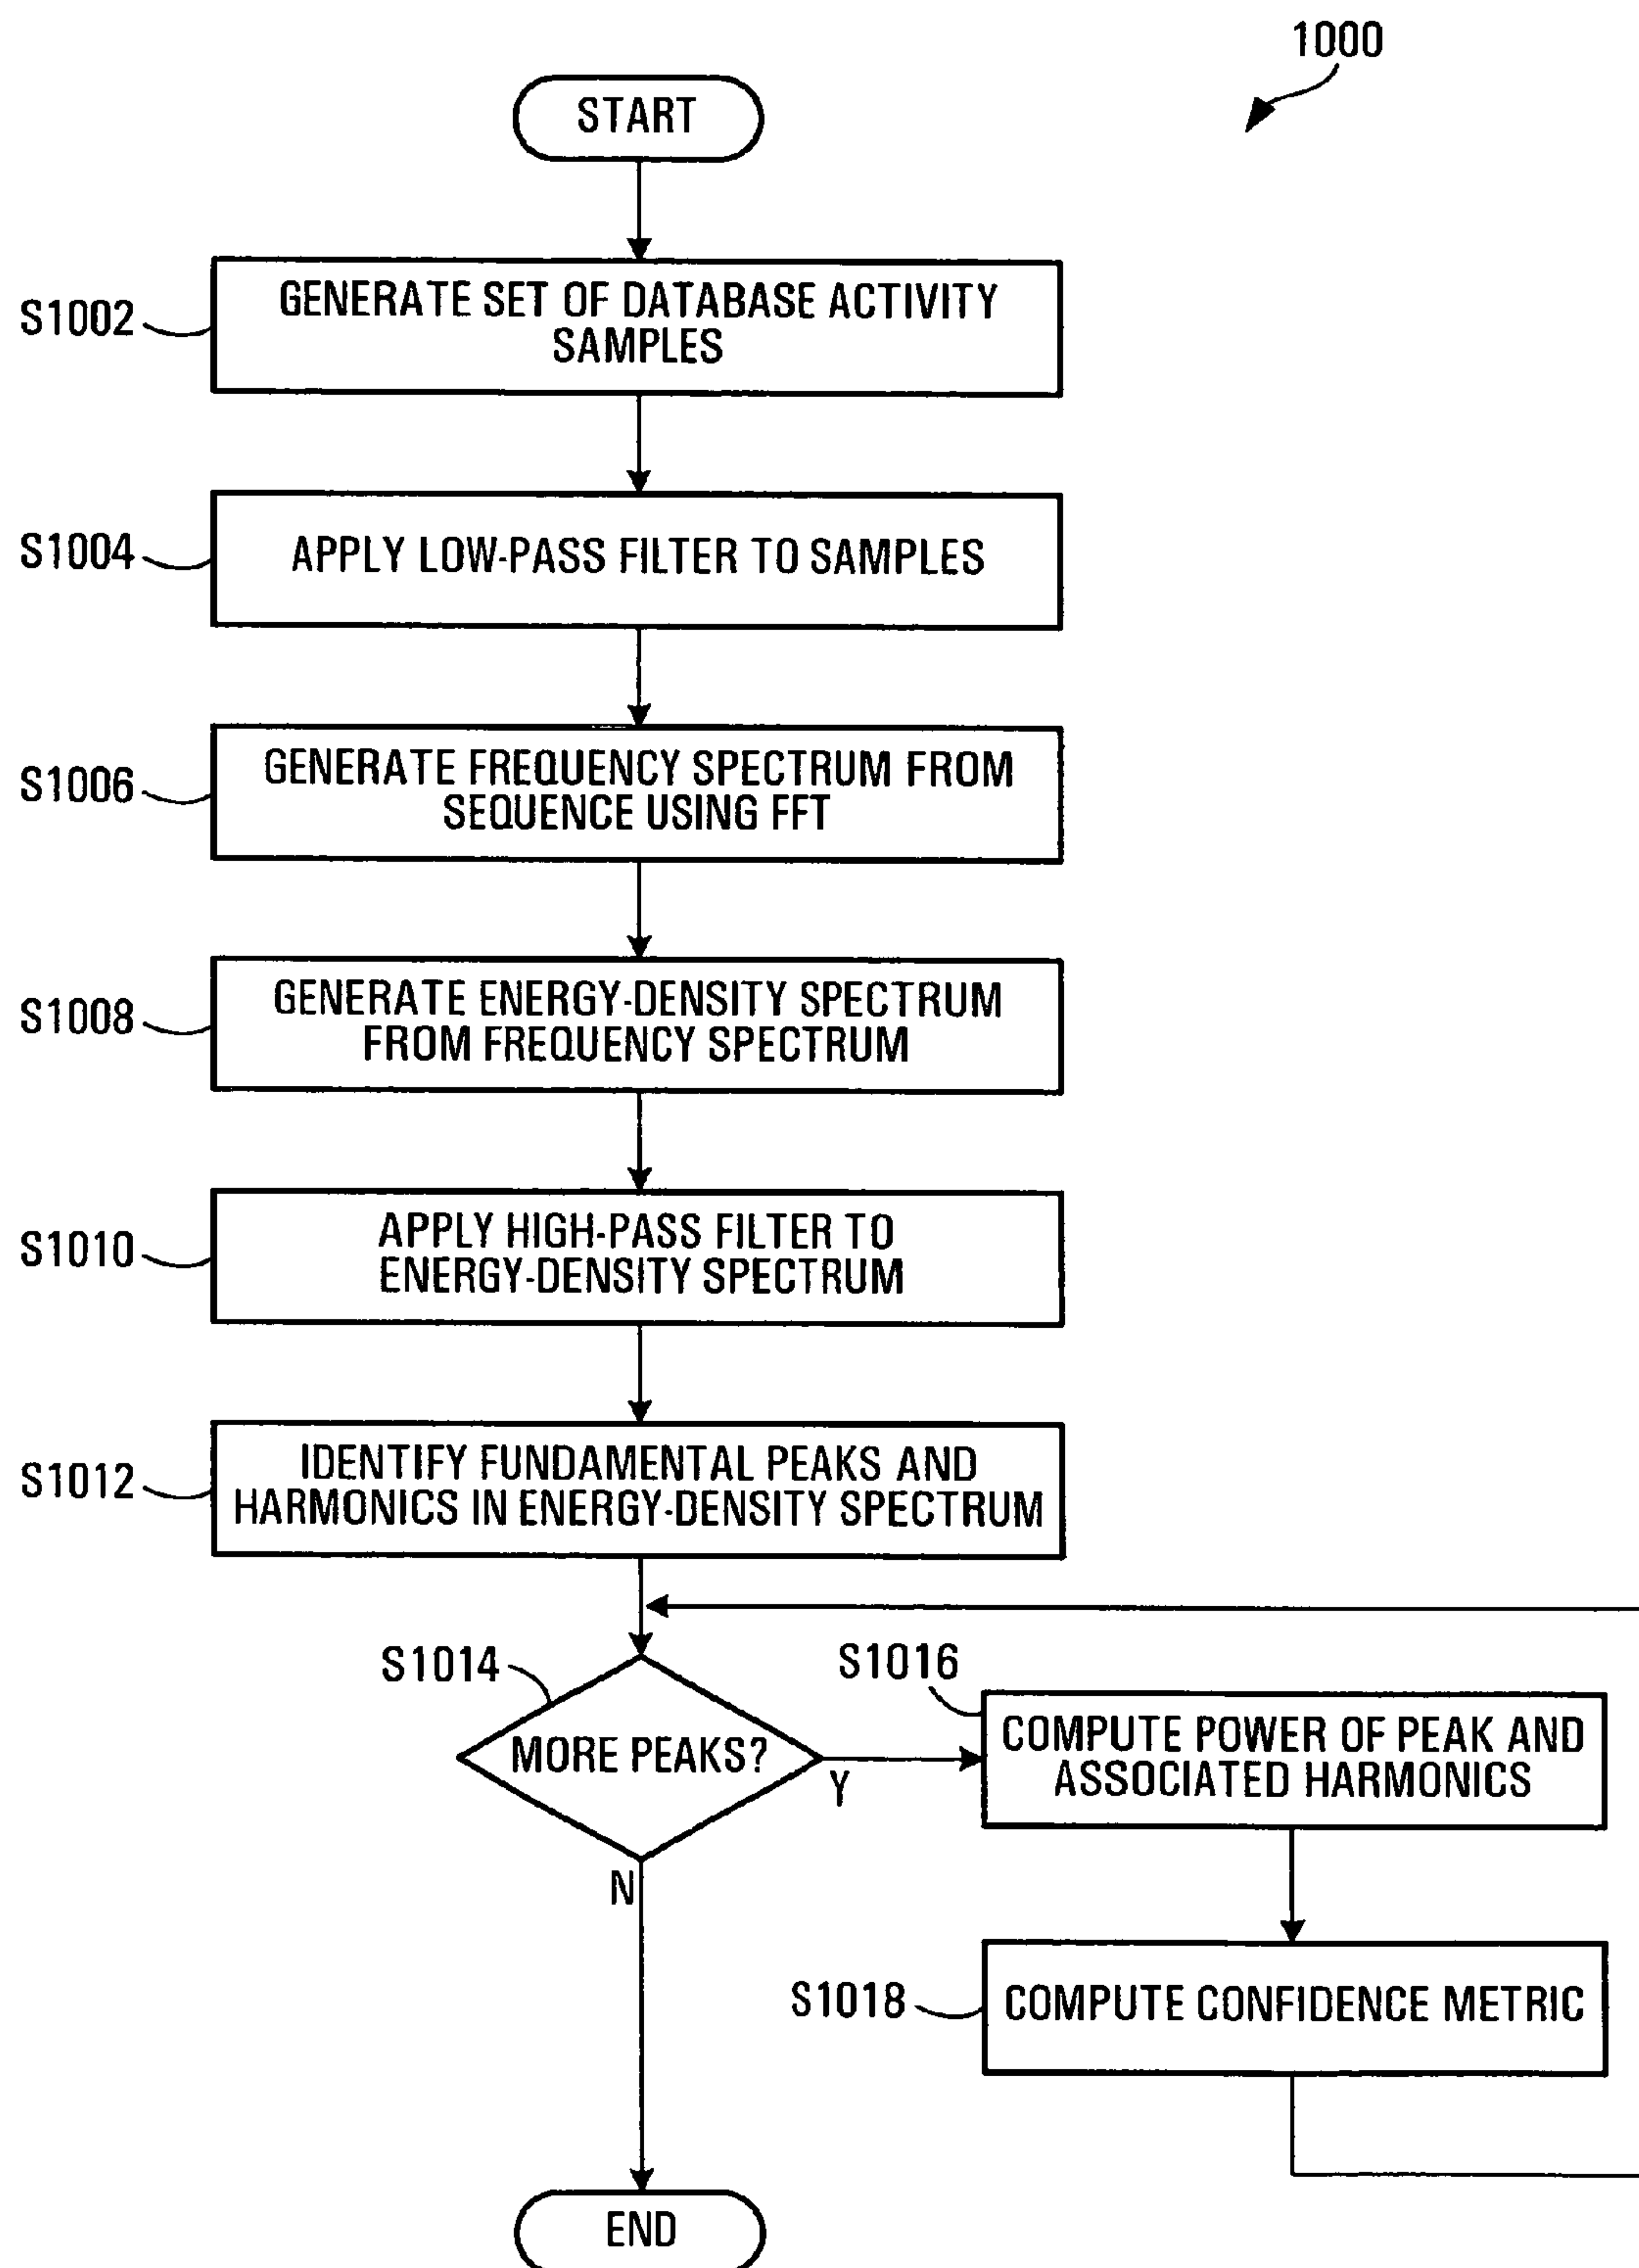 1000
START
S1002
GENERATE SET OF DATABASE ACTIVITY
SAMPLES
S1004
APPLY LOW-PASS FILTER TO SAMPLES
S1006
GENERATE FREQUENCY SPECTRUM FROM
SEQUENCE USING FFT
S1008
GENERATE ENERGY-DENSITY SPECTRUM
FROM FREQUENCY SPECTRUM
S1010
APPLY HIGH-PASS FILTER TO
ENERGY-DENSITY SPECTRUM
S1012
IDENTIFY FUNDAMENTAL PEAKS AND
HARMONICS IN ENERGY-DENSITY SPECTRUM
S1014
MORE PEAKS?
Y
N
S1016
COMPUTE POWER OF PEAK AND
ASSOCIATED HARMONICS
S1018
COMPUTE CONFIDENCE METRIC
END